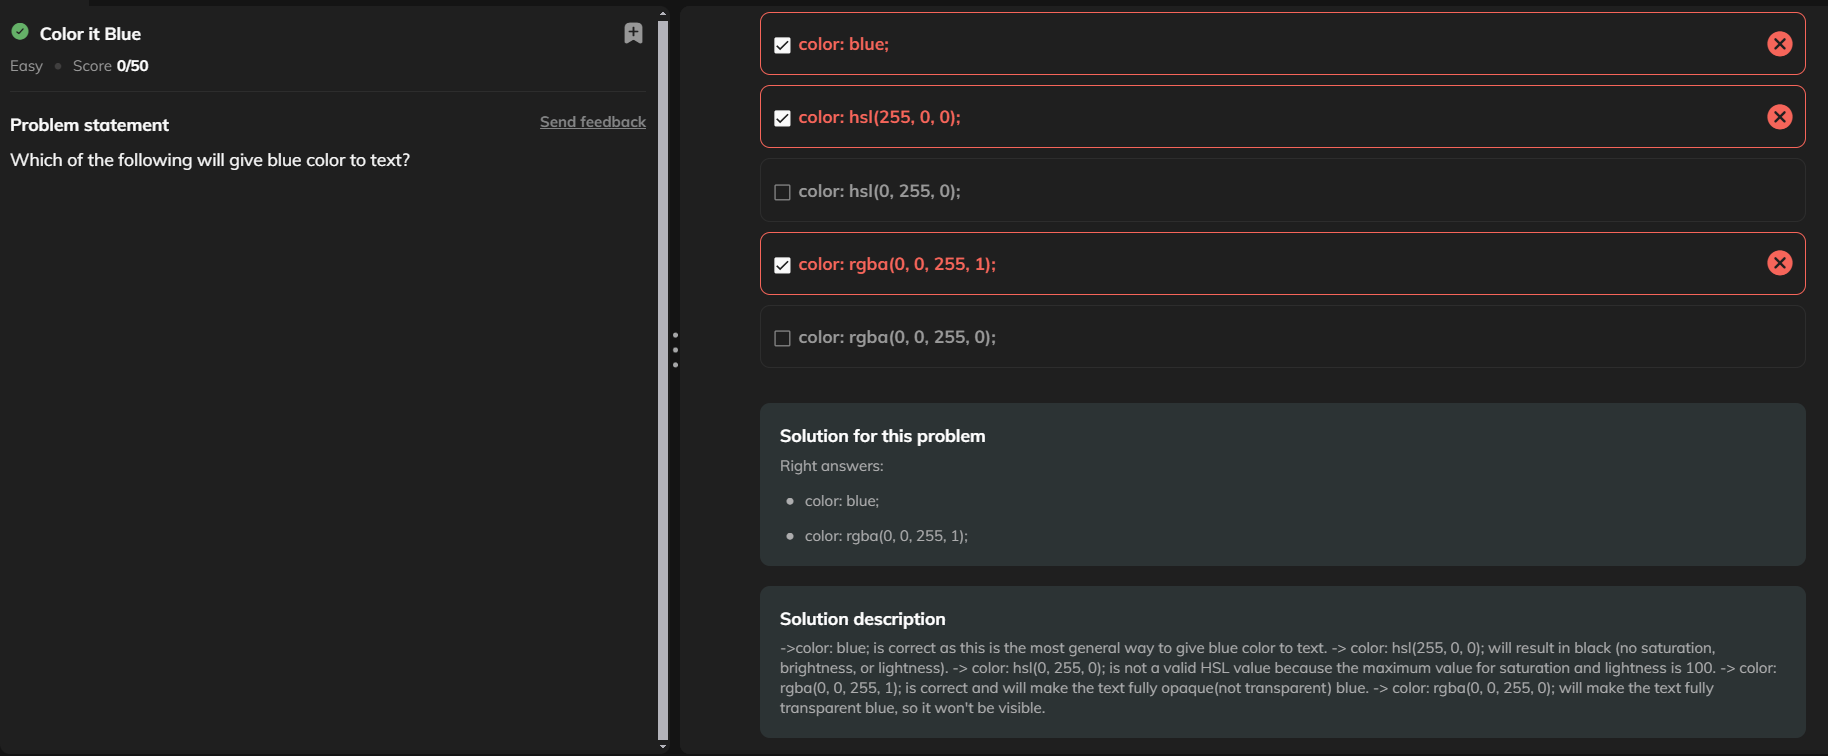 Color it Blue
Easy • Score 0/50
Problem statement
Send feedback
Which of the following will give blue color to text?
color: blue;
color: hsl(255, 0, 0);
color: hsl(0, 255, 0);
color: rgba(0, 0, 255, 1);
color: rgba(0, 0, 255, 0);
Solution for this problem
Right answers:
• color: blue;
• color: rgba(0, 0, 255, 1);
Solution description
->color: blue; is correct as this is the most general way to give blue color to text. -> color: hsl(255, 0, 0); will result in black (no saturation,
brightness, or lightness). -> color: hsl(0, 255, 0); is not a valid HSL value because the maximum value for saturation and lightness is 100. -> color:
rgba(0, 0, 255, 1); is correct and will make the text fully opaque(not transparent) blue. -> color: rgba(0, 0, 255, 0); will make the text fully
transparent blue, so it won't be visible.